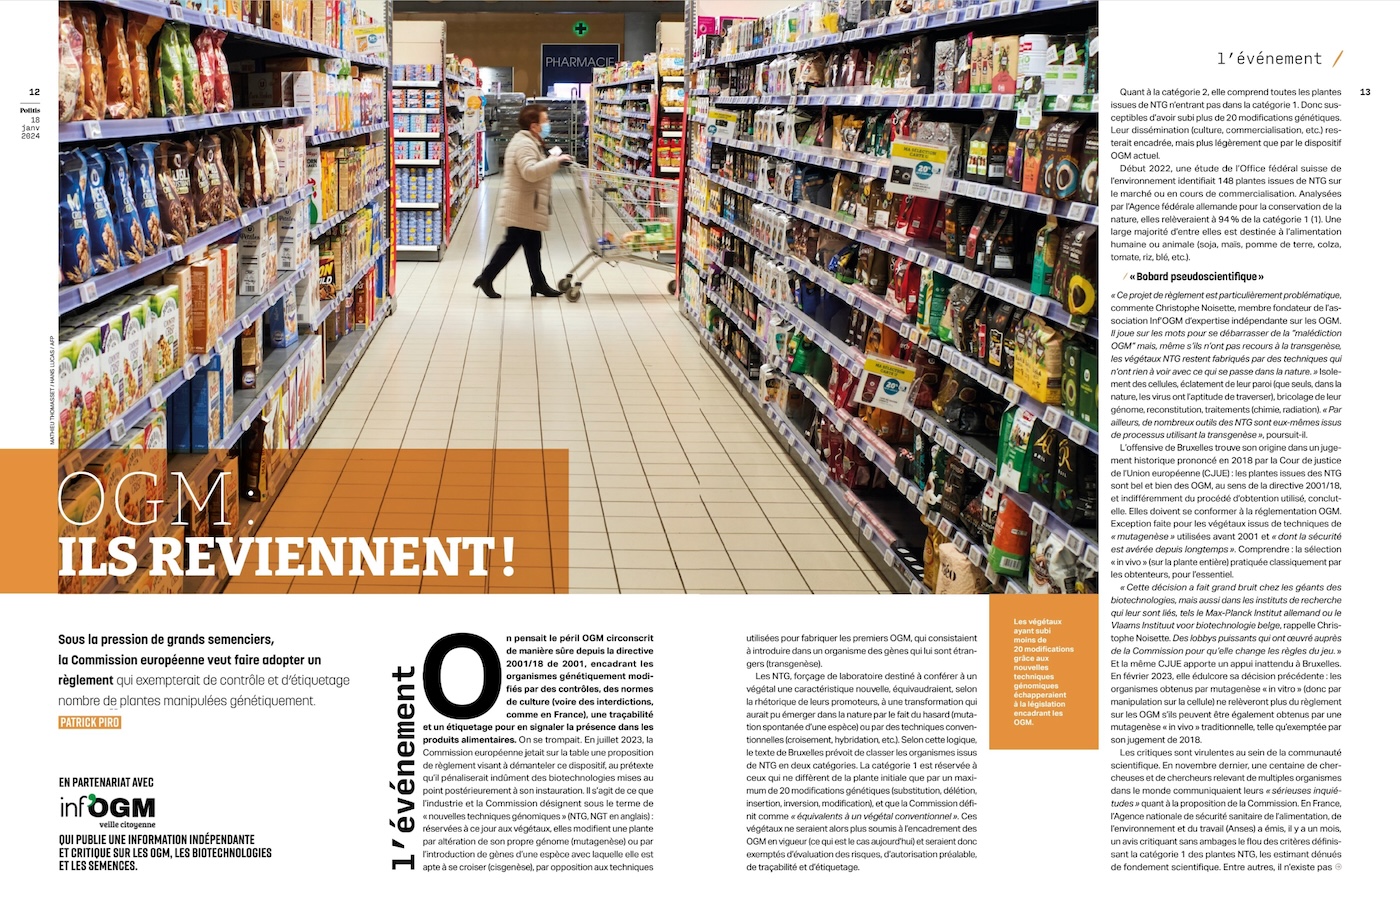 12
Politis
18
janv
2024
MATHIEU THOMASSET / HANS LUCAS / AFP
PHARMACIE
OGM :
ILS REVIENNENT !
Sous la pression de grands semenciers,
la Commission européenne veut faire adopter un
règlement qui exempterait de contrôle et d’étiquetage
nombre de plantes manipulées génétiquement.
PATRICK PIRO
EN PARTENARIAT AVEC
inf’OGM
veille citoyenne
QUI PUBLIE UNE INFORMATION INDÉPENDANTE
ET CRITIQUE SUR LES OGM, LES BIOTECHNOLOGIES
ET LES SEMENCES.
l’événement
On pensait le péril OGM circonscrit
de manière sûre depuis la directive
2001/18 de 2001, encadrant les
organismes génétiquement modi-
fiés par des contrôles, des normes
de culture (voire des interdictions,
comme en France), une traçabilité
et un étiquetage pour en signaler la présence dans les
produits alimentaires. On se trompait. En juillet 2023, la
Commission européenne jetait sur la table une proposition
de règlement visant à démanteler ce dispositif, au prétexte
qu’il pénaliserait indûment des biotechnologies mises au
point postérieurement à son instauration. Il s’agit de ce que
l’industrie et la Commission désignent sous le terme de
« nouvelles techniques génomiques » (NTG, NGT en anglais) :
réservées à ce jour aux végétaux, elles modifient une plante
par altération de son propre génome (mutagenèse) ou par
l’introduction de gènes d’une espèce avec laquelle elle est
apte à se croiser (cisgenèse), par opposition aux techniques
utilisées pour fabriquer les premiers OGM, qui consistaient
à introduire dans un organisme des gènes qui lui sont étran-
gers (transgenèse).
Les NTG, forçage de laboratoire destiné à conférer à un
végétal une caractéristique nouvelle, équivaudraient, selon
la rhétorique de leurs promoteurs, à une transformation qui
aurait pu émerger dans la nature par le fait du hasard (muta-
tion spontanée d’une espèce) ou par des techniques conven-
tionnelles (croisement, hybridation, etc.). Selon cette logique,
le texte de Bruxelles prévoit de classer les organismes issus
de NTG en deux catégories. La catégorie 1 est réservée à
ceux qui ne diffèrent de la plante initiale que par un maxi-
mum de 20 modifications génétiques (substitution, délétion,
insertion, inversion, modification), et que la Commission défi-
nit comme « équivalents à un végétal conventionnel ». Ces
végétaux ne seraient alors plus soumis à l’encadrement des
OGM en vigueur (ce qui est le cas aujourd’hui) et seraient donc
exemptés d’évaluation des risques, d’autorisation préalable,
de traçabilité et d’étiquetage.
Les végétaux
ayant subi
moins de
20 modifications
grâce aux
nouvelles
techniques
génomiques
échapperaient
à la législation
encadrant les
OGM.
l’événement /
13
Quant à la catégorie 2, elle comprend toutes les plantes
issues de NTG n’entrant pas dans la catégorie 1. Donc sus-
ceptibles d’avoir subi plus de 20 modifications génétiques.
Leur dissémination (culture, commercialisation, etc.) res-
terait encadrée, mais plus légèrement que par le dispositif
OGM actuel.
Début 2022, une étude de l’Office fédéral suisse de
l’environnement identifiait 148 plantes issues de NTG sur
le marché ou en cours de commercialisation. Analysées
par l’Agence fédérale allemande pour la conservation de la
nature, elles relèveraient à 94 % de la catégorie 1 (1). Une
large majorité d’entre elles est destinée à l’alimentation
humaine ou animale (soja, maïs, pomme de terre, colza,
tomate, riz, blé, etc.).
/ « Bobard pseudoscientifique »
« Ce projet de règlement est particulièrement problématique,
commente Christophe Noisette, membre fondateur de l’as-
sociation Inf’OGM d’expertise indépendante sur les OGM.
Il joue sur les mots pour se débarrasser de la “malédiction
OGM” mais, même s’ils n’ont pas recours à la transgenèse,
les végétaux NTG restent fabriqués par des techniques qui
n’ont rien à voir avec ce qui se passe dans la nature. » Isole-
ment des cellules, éclatement de leur paroi (que seuls, dans la
nature, les virus ont l’aptitude de traverser), bricolage de leur
génome, reconstitution, traitements (chimie, radiation). « Par
ailleurs, de nombreux outils des NTG sont eux-mêmes issus
de processus utilisant la transgenèse », poursuit-il.
L’offensive de Bruxelles trouve son origine dans un juge-
ment historique prononcé en 2018 par la Cour de justice
de l’Union européenne (CJUE) : les plantes issues des NTG
sont bel et bien des OGM, au sens de la directive 2001/18,
et indifféremment du procédé d’obtention utilisé, conclut-
elle. Elles doivent se conformer à la réglementation OGM.
Exception faite pour les végétaux issus de techniques de
« mutagenèse » utilisées avant 2001 et « dont la sécurité
est avérée depuis longtemps ». Comprendre : la sélection
« in vivo » (sur la plante entière) pratiquée classiquement par
les obtenteurs, pour l’essentiel.
« Cette décision a fait grand bruit chez les géants des
biotechnologies, mais aussi dans les instituts de recherche
qui leur sont liés, tels le Max-Planck Institut allemand ou le
Vlaams Instituut voor biotechnologie belge, rappelle Chris-
tophe Noisette. Des lobbys puissants qui ont œuvré auprès
de la Commission pour qu’elle change les règles du jeu. »
Et la même CJUE apporte un appui inattendu à Bruxelles.
En février 2023, elle édulcore sa décision précédente : les
organismes obtenus par mutagenèse « in vitro » (donc par
manipulation sur la cellule) ne relèveront plus du règlement
sur les OGM s’ils peuvent être également obtenus par une
mutagenèse « in vivo » traditionnelle, telle qu’exemptée par
son jugement de 2018.
Les critiques sont virulentes au sein de la communauté
scientifique. En novembre dernier, une centaine de cher-
cheuses et de chercheurs relevant de multiples organismes
dans le monde communiquaient leurs « sérieuses inquié-
tudes » quant à la proposition de la Commission. En France,
l’Agence nationale de sécurité sanitaire de l’alimentation, de
l’environnement et du travail (Anses) a émis, il y a un mois,
un avis critiquant sans ambages le flou des critères définis-
sant la catégorie 1 des plantes NTG, les estimant dénués
de fondement scientifique. Entre autres, il n’existe pas